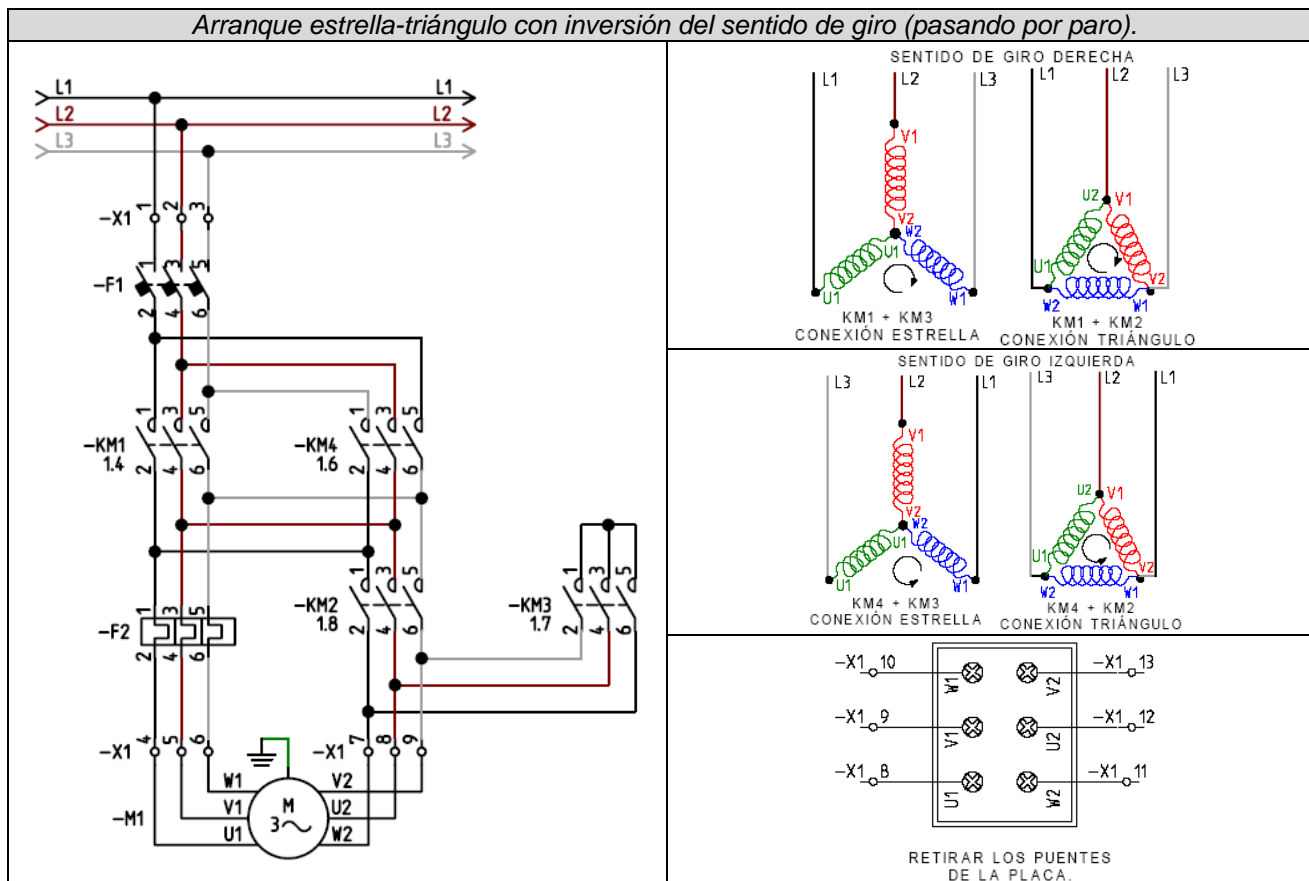 Arranque estrella-triángulo con inversión del sentido de giro (pasando por paro).
L1 L1
L2 L2
L3 L3
-X1 1 2 3
-F1 1 3 5
2 4 6
-KM1 1 3 5
1.4 2 4 6
-KM4 1 3 5
1.6 2 4 6
-KM2 1 3 5
1.8 2 4 6
-KM3 1 3 5
1.7 2 4 6
-F2 1 3 5
2 4 6
-X1 4 5 6
-X1 7 8 9
W1 V2
V1 M U2
-M1 3~
U1 W2
SENTIDO DE GIRO DERECHA
L1 L2 L3 L1 L2 L3
V1
V2
W2
U1
U1 W1
KM1 + KM3
CONEXIÓN ESTRELLA
U2 V1
U1 V2
W2 W1
KM1 + KM2
CONEXIÓN TRIÁNGULO
SENTIDO DE GIRO IZQUIERDA
L3 L2 L1 L3 L2 L1
V1
V2
W2
U1
U1 W1
KM4 + KM3
CONEXIÓN ESTRELLA
U2 V1
U1 V2
W2 W1
KM4 + KM2
CONEXIÓN TRIÁNGULO
-X1 10 W1 V2 -X1 13
-X1 9 V1 U2 -X1 12
-X1 8 U1 W2 -X1 11
RETIRAR LOS PUENTES
DE LA PLACA.